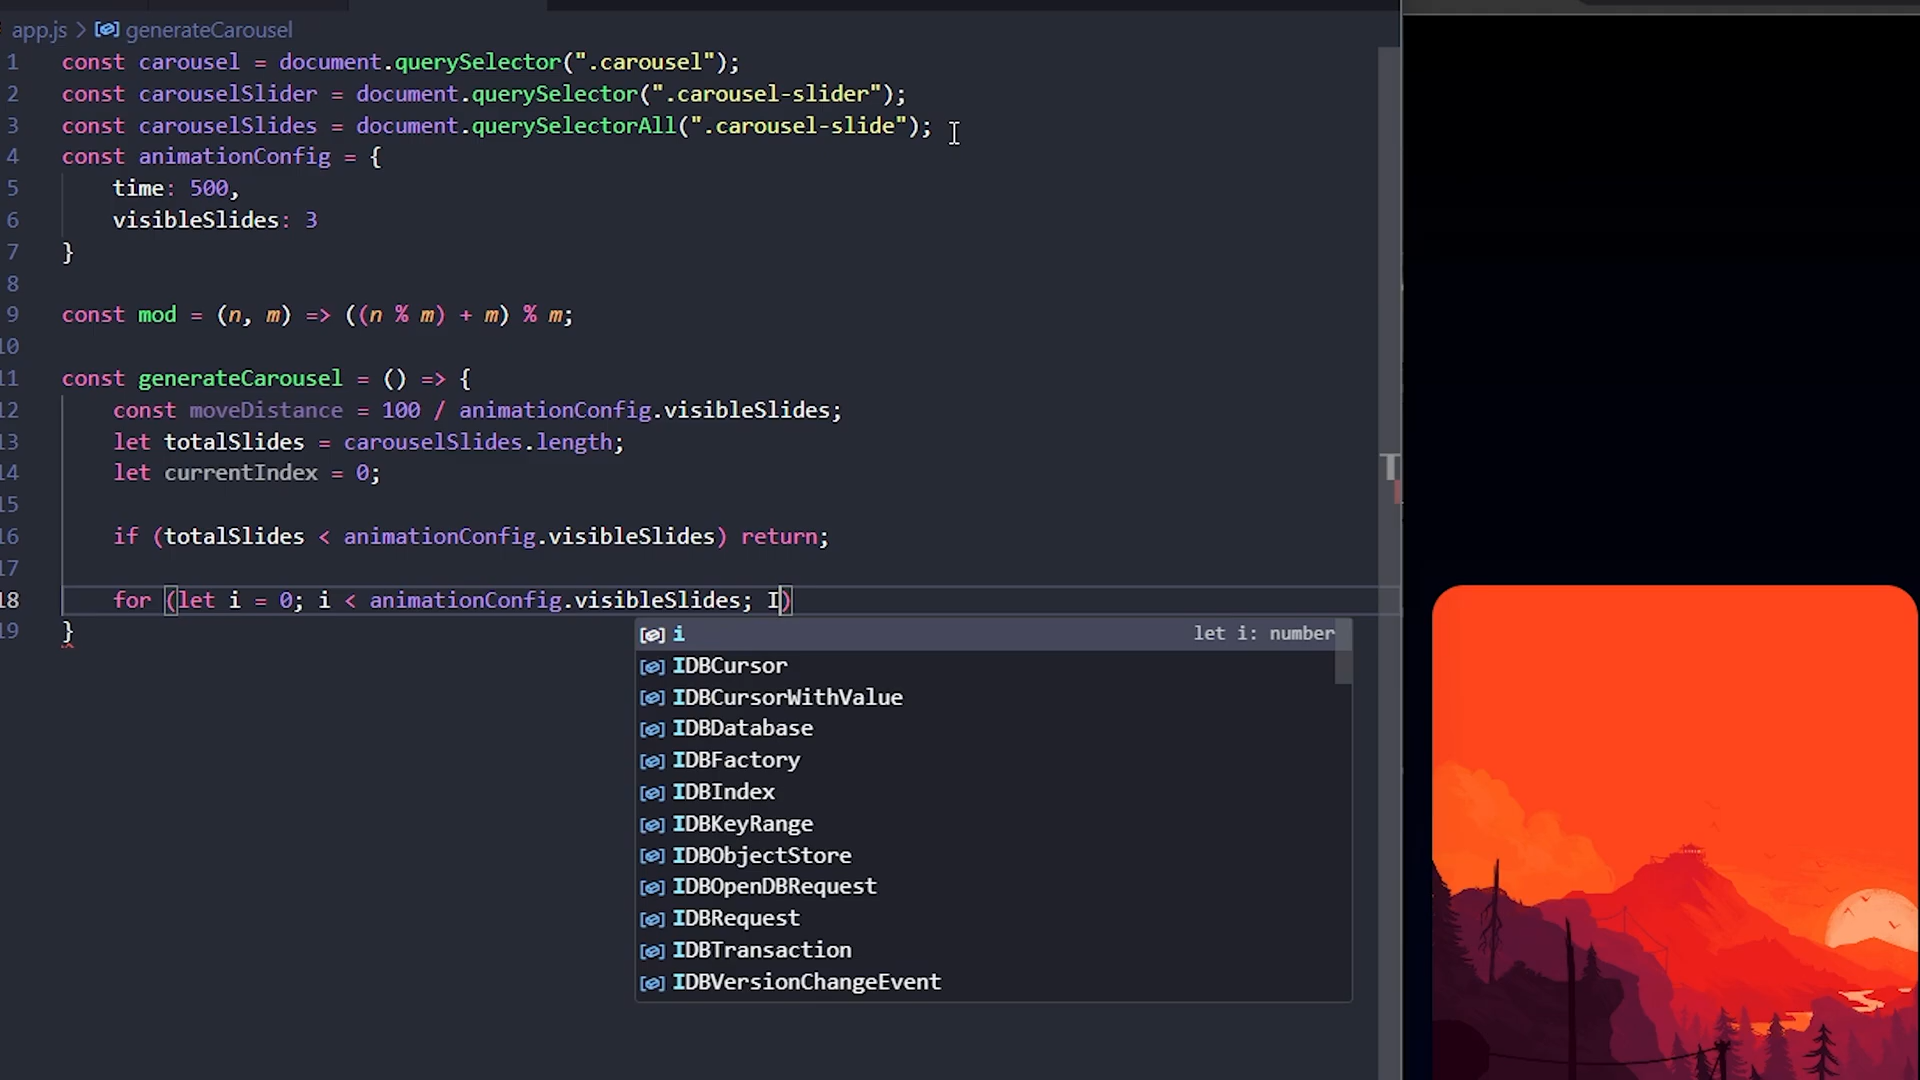 app.js > generateCarousel
1 const carousel = document.querySelector(".carousel");
2 const carouselSlider = document.querySelector(".carousel-slider");
3 const carouselSlides = document.querySelectorAll(".carousel-slide");
4 const animationConfig = {
5 time: 500,
6 visibleSlides: 3
7 }
8
9 const mod = (n, m) => ((n % m) + m) % m;
10
11 const generateCarousel = () => {
12 const moveDistance = 100 / animationConfig.visibleSlides;
13 let totalSlides = carouselSlides.length;
14 let currentIndex = 0;
15
16 if (totalSlides < animationConfig.visibleSlides) return;
17
18 for (let i = 0; i < animationConfig.visibleSlides; I)
19 }
i let i: number
IDBCursor
IDBCursorWithValue
IDBDatabase
IDBFactory
IDBIndex
IDBKeyRange
IDBObjectStore
IDBOpenDBRequest
IDBRequest
IDBTransaction
IDBVersionChangeEvent